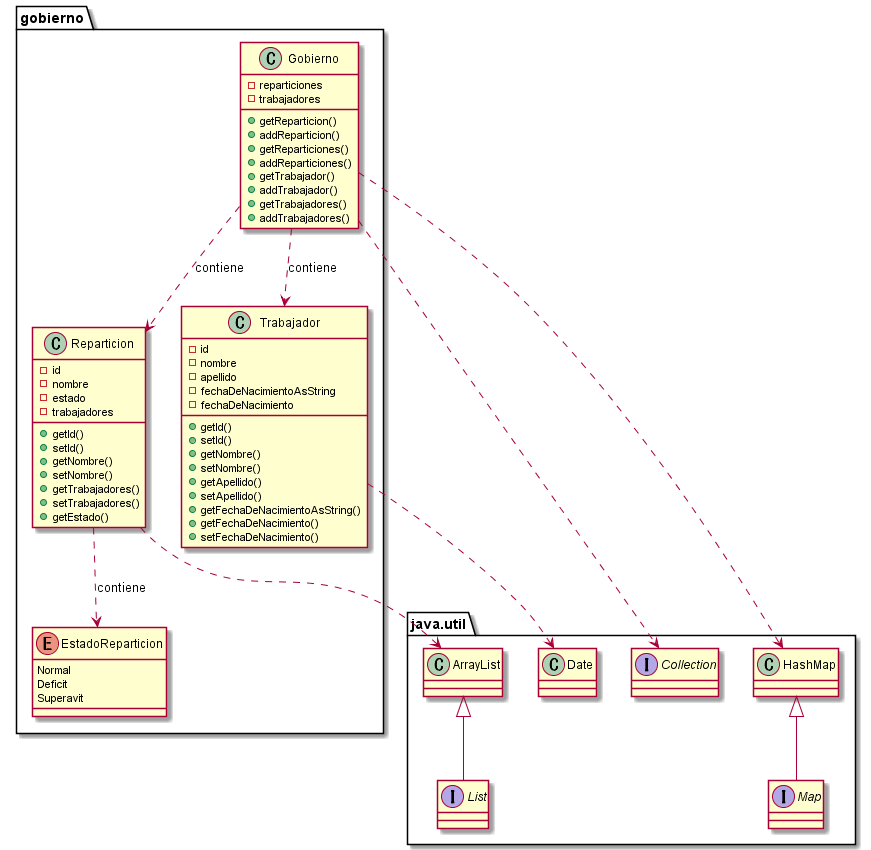 gobierno
C Gobierno
reparticiones
trabajadores
getReparticion()
addReparticion()
getReparticiones()
addReparticiones()
getTrabajador()
addTrabajador()
getTrabajadores()
addTrabajadores()
contiene
contiene
C Reparticion
id
nombre
estado
trabajadores
getId()
setId()
getNombre()
setNombre()
getTrabajadores()
setTrabajadores()
getEstado()
C Trabajador
id
nombre
apellido
fechaDeNacimientoAsString
fechaDeNacimiento
getId()
setId()
getNombre()
setNombre()
getApellido()
setApellido()
getFechaDeNacimientoAsString()
getFechaDeNacimiento()
setFechaDeNacimiento()
contiene
E EstadoReparticion
Normal
Deficit
Superavit
java.util
C ArrayList
C Date
I Collection
C HashMap
I List
I Map